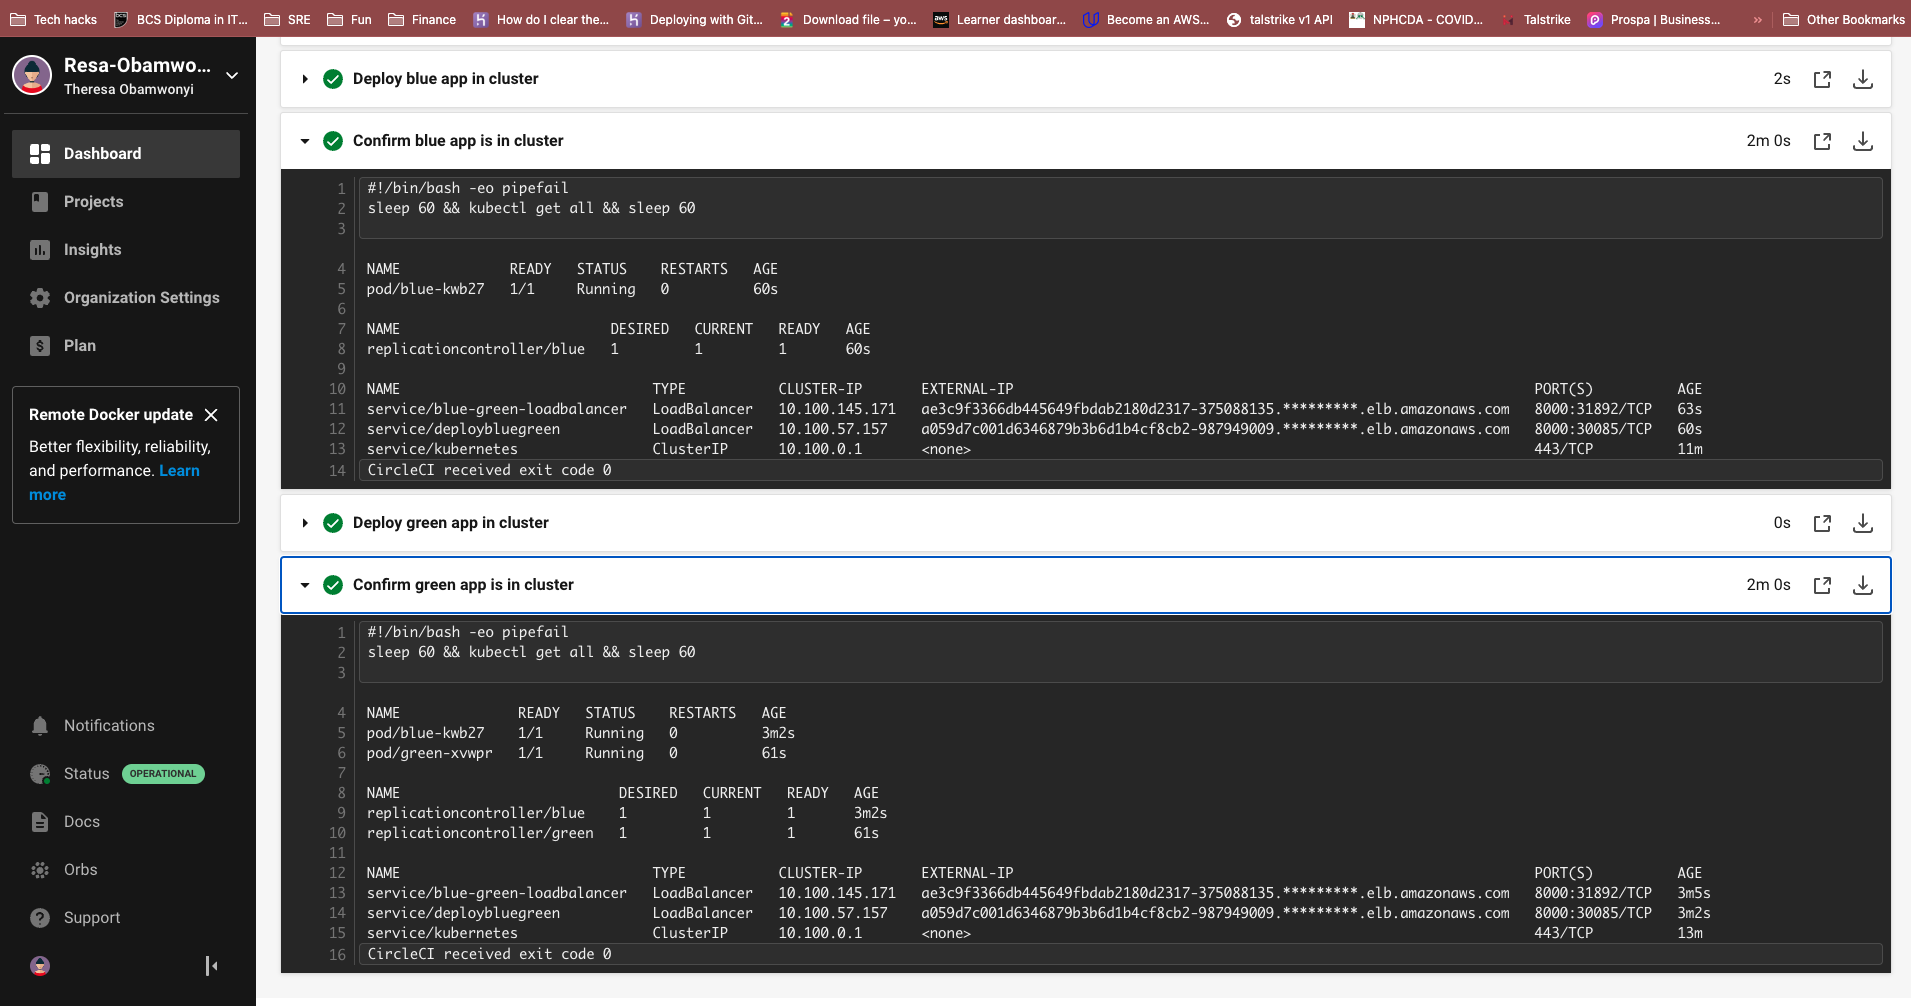 Tech hacks BCS Diploma in IT... SRE Fun Finance How do I clear the... Deploying with Git... Download file – yo... Learner dashboar... Become an AWS... talstrike v1 API NPHCDA - COVID... Talstrike Prospa | Business... » Other Bookmarks
Resa-Obamwo...
Theresa Obamwonyi
Dashboard
Projects
Insights
Organization Settings
Plan
Remote Docker update
Better flexibility, reliability,
and performance. Learn
more
Notifications
Status OPERATIONAL
Docs
Orbs
Support
Deploy blue app in cluster 2s
Confirm blue app is in cluster 2m 0s
1 #!/bin/bash -eo pipefail
2 sleep 60 && kubectl get all && sleep 60
3
4 NAME READY STATUS RESTARTS AGE
5 pod/blue-kwb27 1/1 Running 0 60s
6
7 NAME DESIRED CURRENT READY AGE
8 replicationcontroller/blue 1 1 1 60s
9
10 NAME TYPE CLUSTER-IP EXTERNAL-IP PORT(S) AGE
11 service/blue-green-loadbalancer LoadBalancer 10.100.145.171 ae3c9f3366db445649fbdab2180d2317-375088135.*********.elb.amazonaws.com 8000:31892/TCP 63s
12 service/deploybluegreen LoadBalancer 10.100.57.157 a059d7c001d6346879b3b6d1b4cf8cb2-987949009.*********.elb.amazonaws.com 8000:30085/TCP 60s
13 service/kubernetes ClusterIP 10.100.0.1 <none> 443/TCP 11m
14 CircleCI received exit code 0
Deploy green app in cluster 0s
Confirm green app is in cluster 2m 0s
1 #!/bin/bash -eo pipefail
2 sleep 60 && kubectl get all && sleep 60
3
4 NAME READY STATUS RESTARTS AGE
5 pod/blue-kwb27 1/1 Running 0 3m2s
6 pod/green-xvwpr 1/1 Running 0 61s
7
8 NAME DESIRED CURRENT READY AGE
9 replicationcontroller/blue 1 1 1 3m2s
10 replicationcontroller/green 1 1 1 61s
11
12 NAME TYPE CLUSTER-IP EXTERNAL-IP PORT(S) AGE
13 service/blue-green-loadbalancer LoadBalancer 10.100.145.171 ae3c9f3366db445649fbdab2180d2317-375088135.*********.elb.amazonaws.com 8000:31892/TCP 3m5s
14 service/deploybluegreen LoadBalancer 10.100.57.157 a059d7c001d6346879b3b6d1b4cf8cb2-987949009.*********.elb.amazonaws.com 8000:30085/TCP 3m2s
15 service/kubernetes ClusterIP 10.100.0.1 <none> 443/TCP 13m
16 CircleCI received exit code 0